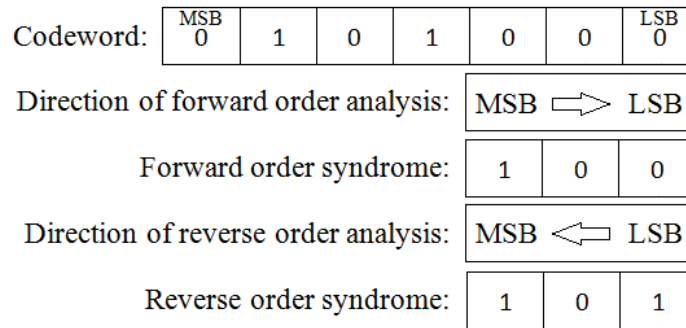 MSB LSB
Codeword: 0 1 0 1 0 0 0
Direction of forward order analysis: MSB LSB
Forward order syndrome: 1 0 0
Direction of reverse order analysis: MSB LSB
Reverse order syndrome: 1 0 1